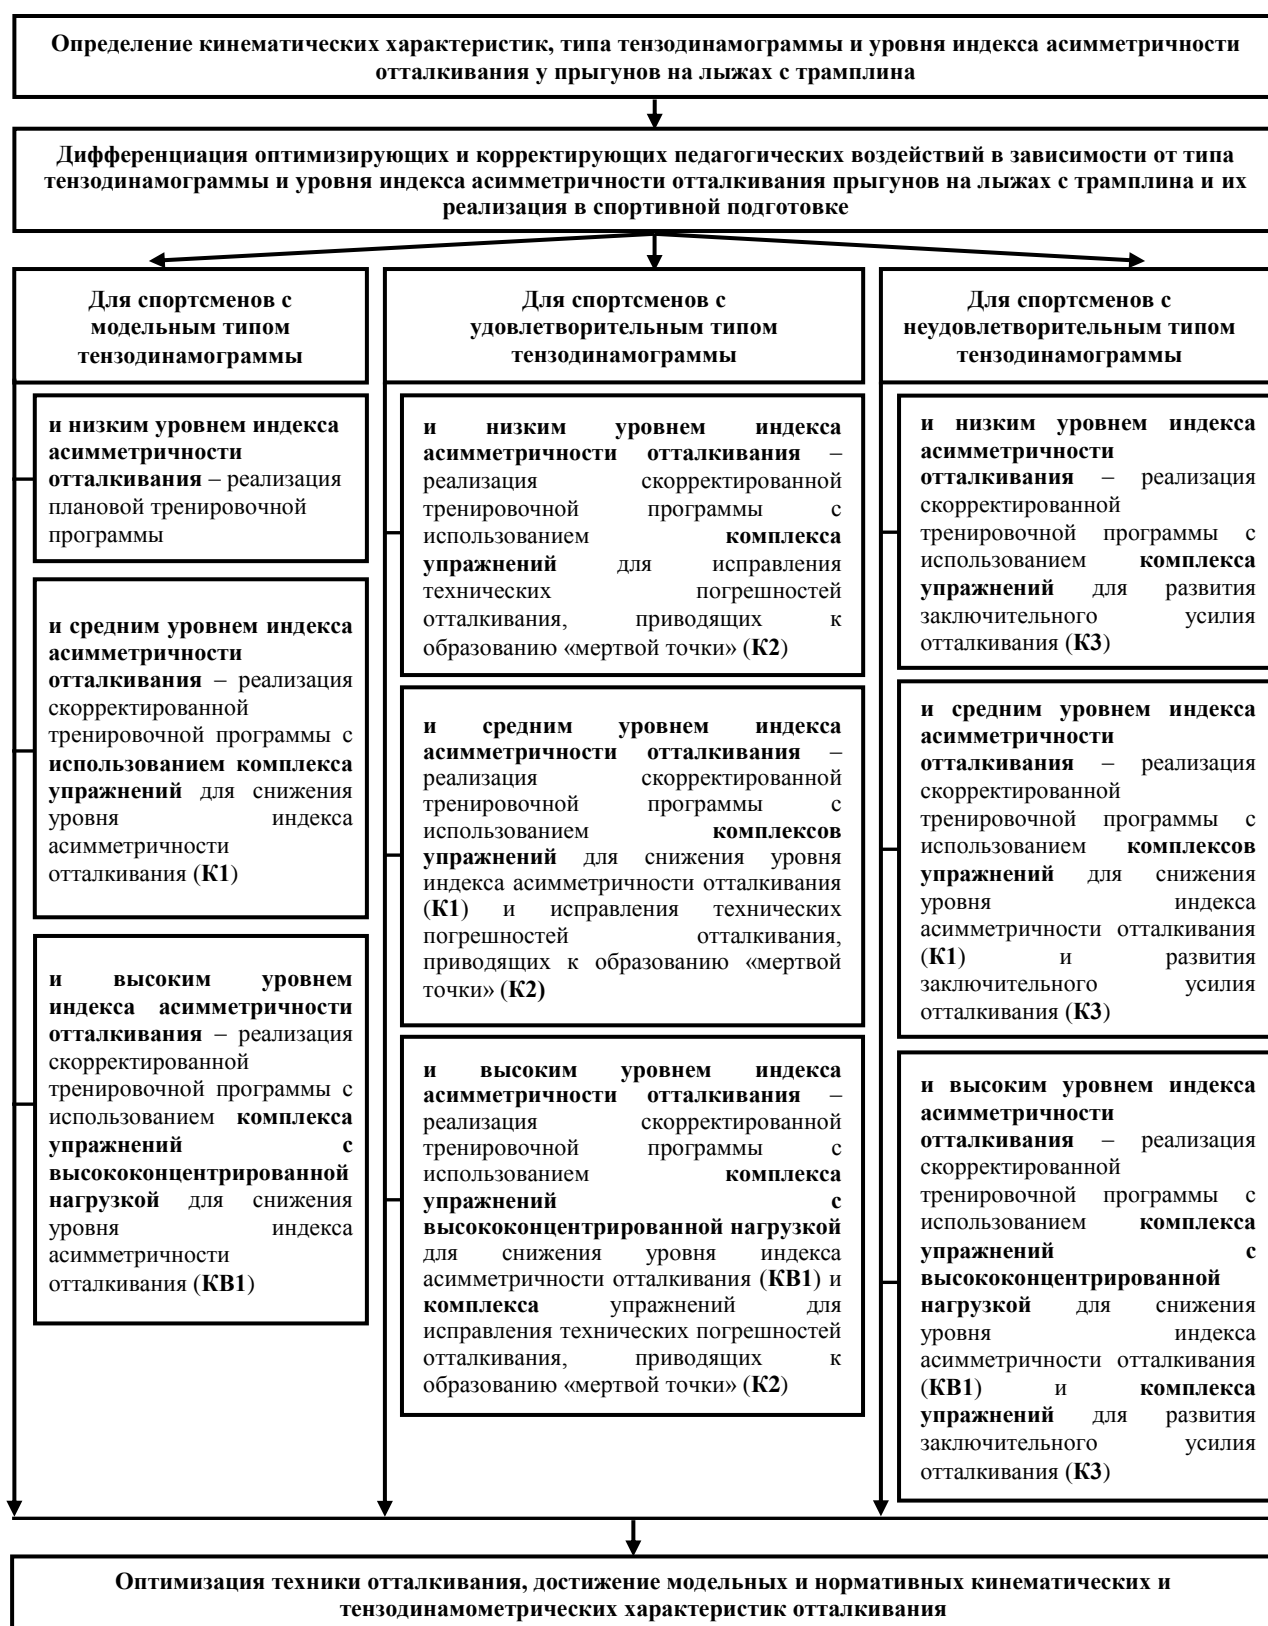 Определение кинематических характеристик, типа тензодинамограммы и уровня индекса асимметричности
отталкивания у прыгунов на лыжах с трамплина
Дифференциация оптимизирующих и корректирующих педагогических воздействий в зависимости от типа
тензодинамограммы и уровня индекса асимметричности отталкивания прыгунов на лыжах с трамплина и их
реализация в спортивной подготовке
Для спортсменов с
модельным типом
тензодинамограммы
и низким уровнем индекса
асимметричности
отталкивания – реализация
плановой тренировочной
программы
и средним уровнем индекса
асимметричности
отталкивания – реализация
скорректированной
тренировочной программы с
использованием комплекса
упражнений для снижения
уровня индекса
асимметричности
отталкивания (К1)
и высоким уровнем
индекса асимметричности
отталкивания – реализация
скорректированной
тренировочной программы с
использованием комплекса
упражнений с
высококонцентрированной
нагрузкой для снижения
уровня индекса
асимметричности
отталкивания (КВ1)
Для спортсменов с
удовлетворительным типом
тензодинамограммы
и низким уровнем индекса
асимметричности отталкивания –
реализация скорректированной
тренировочной программы с
использованием комплекса
упражнений для исправления
технических погрешностей
отталкивания, приводящих к
образованию «мертвой точки» (К2)
и средним уровнем индекса
асимметричности отталкивания –
реализация скорректированной
тренировочной программы с
использованием комплексов
упражнений для снижения уровня
индекса асимметричности отталкивания
(К1) и исправления технических
погрешностей отталкивания,
приводящих к образованию «мертвой
точки» (К2)
и высоким уровнем индекса
асимметричности отталкивания –
реализация скорректированной
тренировочной программы с
использованием комплекса
упражнений с
высококонцентрированной нагрузкой
для снижения уровня индекса
асимметричности отталкивания (КВ1) и
комплекса упражнений для
исправления технических погрешностей
отталкивания, приводящих к
образованию «мертвой точки» (К2)
Для спортсменов с
неудовлетворительным типом
тензодинамограммы
и низким уровнем индекса
асимметричности
отталкивания – реализация
скорректированной
тренировочной программы с
использованием комплекса
упражнений для развития
заключительного усилия
отталкивания (К3)
и средним уровнем индекса
асимметричности
отталкивания – реализация
скорректированной
тренировочной программы с
использованием комплексов
упражнений для снижения
уровня индекса
асимметричности отталкивания
(К1) и развития
заключительного усилия
отталкивания (К3)
и высоким уровнем индекса
асимметричности
отталкивания – реализация
скорректированной
тренировочной программы с
использованием комплекса
упражнений с
высококонцентрированной
нагрузкой для снижения
уровня индекса
асимметричности отталкивания
(КВ1) и комплекса
упражнений для развития
заключительного усилия
отталкивания (К3)
Оптимизация техники отталкивания, достижение модельных и нормативных кинематических и
тензодинамометрических характеристик отталкивания